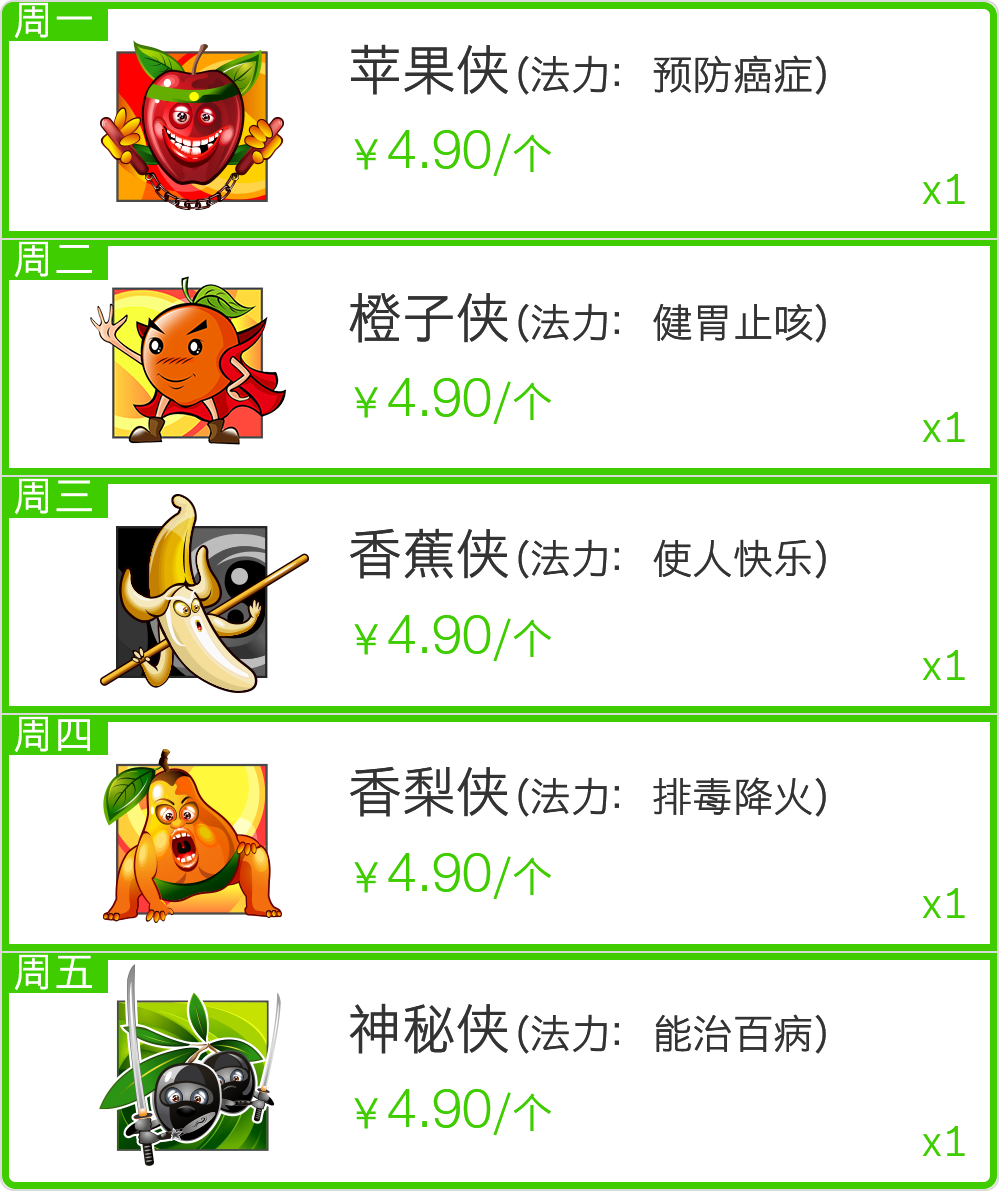 周一
苹果侠(法力：预防癌症)
￥4.90/个
x1
周二
橙子侠(法力：健胃止咳)
￥4.90/个
x1
周三
香蕉侠(法力：使人快乐)
￥4.90/个
x1
周四
香梨侠(法力：排毒降火)
￥4.90/个
x1
周五
神秘侠(法力：能治百病)
￥4.90/个
x1